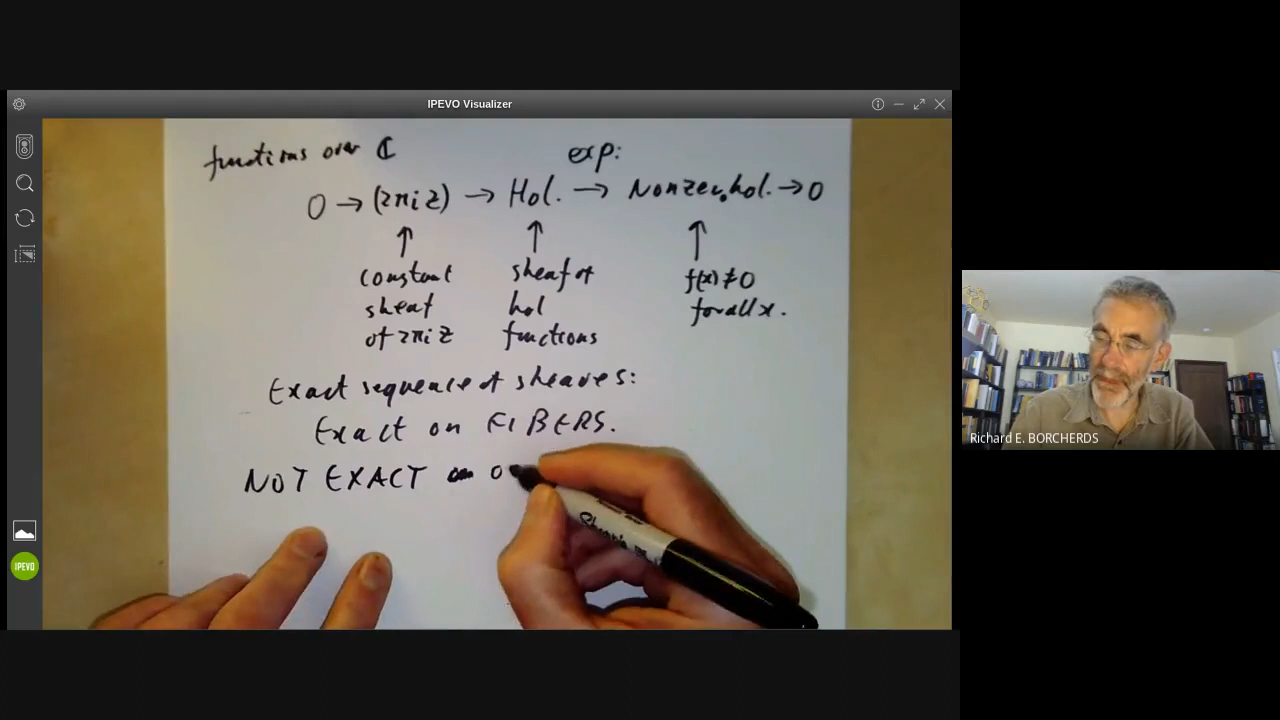 IPEVO Visualizer
functions over ℂ
exp:
0 → (2πiℤ) → Hol. → Nonzero hol. → 0
↑ ↑ ↑
constant sheaf of f(x) ≠ 0
sheaf hol for all x.
of 2πiℤ functions
Exact sequence of sheaves:
Exact on FIBERS.
NOT EXACT on o
IPEVO
Richard E. BORCHERDS